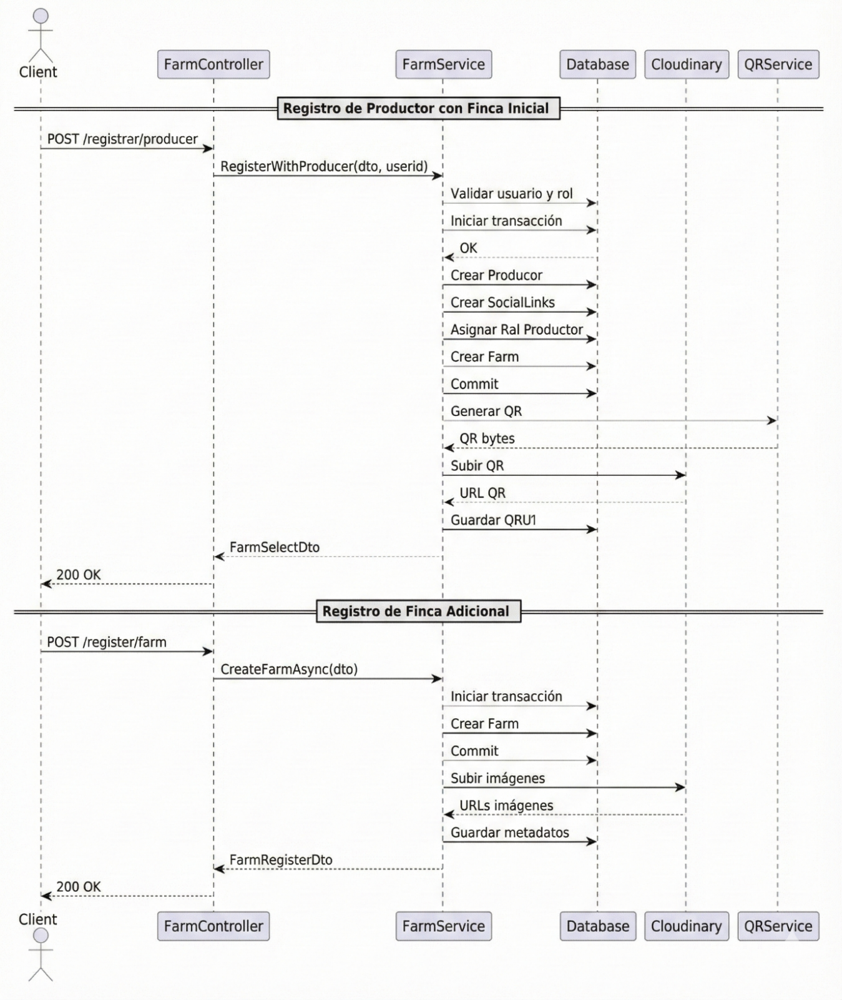 Client
FarmController
FarmService
Database
Cloudinary
QRService
Registro de Productor con Finca Inicial
POST /registrar/producer
RegisterWithProducer(dto, userid)
Validar usuario y rol
Iniciar transacción
OK
Crear Producor
Crear SocialLinks
Asignar Ral Productor
Crear Farm
Commit
Generar QR
QR bytes
Subir QR
URL QR
Guardar QRU1
FarmSelectDto
200 OK
Registro de Finca Adicional
POST /register/farm
CreateFarmAsync(dto)
Iniciar transacción
Crear Farm
Commit
Subir imágenes
URLs imágenes
Guardar metadatos
FarmRegisterDto
200 OK
Client
FarmController
FarmService
Database
Cloudinary
QRService